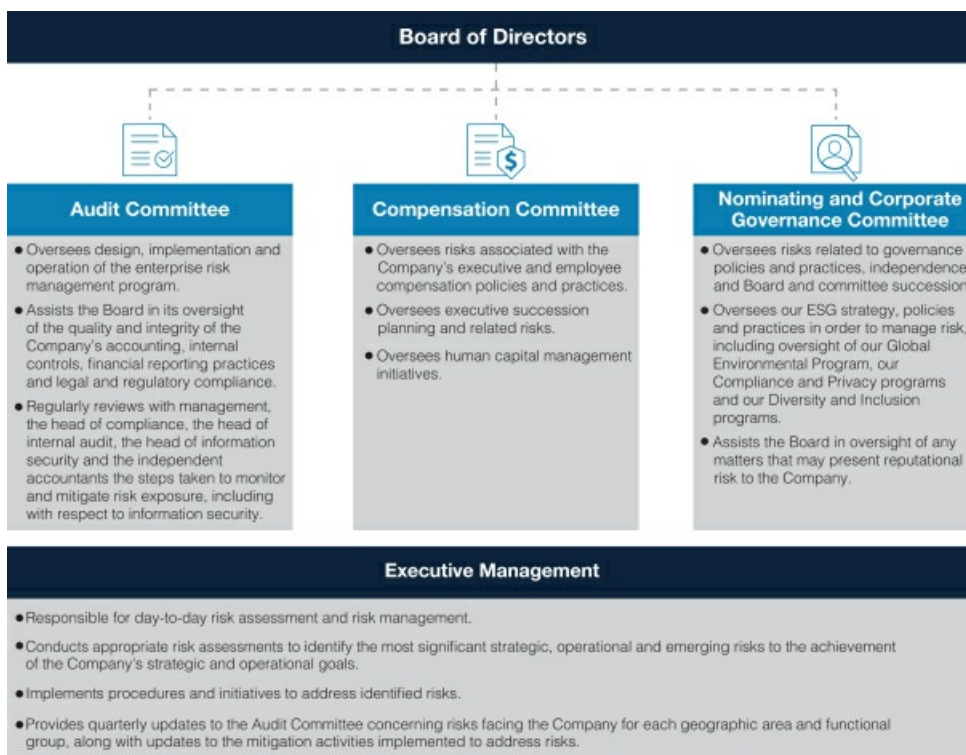 Board of Directors
Audit Committee
● Oversees design, implementation and
operation of the enterprise risk
management program.
● Assists the Board in its oversight
of the quality and integrity of the
Company's accounting, internal
controls, financial reporting practices
and legal and regulatory compliance.
● Regularly reviews with management,
the head of compliance, the head of
internal audit, the head of information
security and the independent
accountants the steps taken to monitor
and mitigate risk exposure, including
with respect to information security.
Compensation Committee
● Oversees risks associated with the
Company's executive and employee
compensation policies and practices.
● Oversees executive succession
planning and related risks.
● Oversees human capital management
initiatives.
Nominating and Corporate
Governance Committee
● Oversees risks related to governance
policies and practices, independence
and Board and committee succession
● Oversees our ESG strategy, policies
and practices in order to manage risk,
including oversight of our Global
Environmental Program, our
Compliance and Privacy programs
and our Diversity and Inclusion
programs.
● Assists the Board in oversight of any
matters that may present reputational
risk to the Company.
Executive Management
● Responsible for day-to-day risk assessment and risk management.
● Conducts appropriate risk assessments to identify the most significant strategic, operational and emerging risks to the achievement
of the Company's strategic and operational goals.
● Implements procedures and initiatives to address identified risks.
● Provides quarterly updates to the Audit Committee concerning risks facing the Company for each geographic area and functional
group, along with updates to the mitigation activities implemented to address risks.